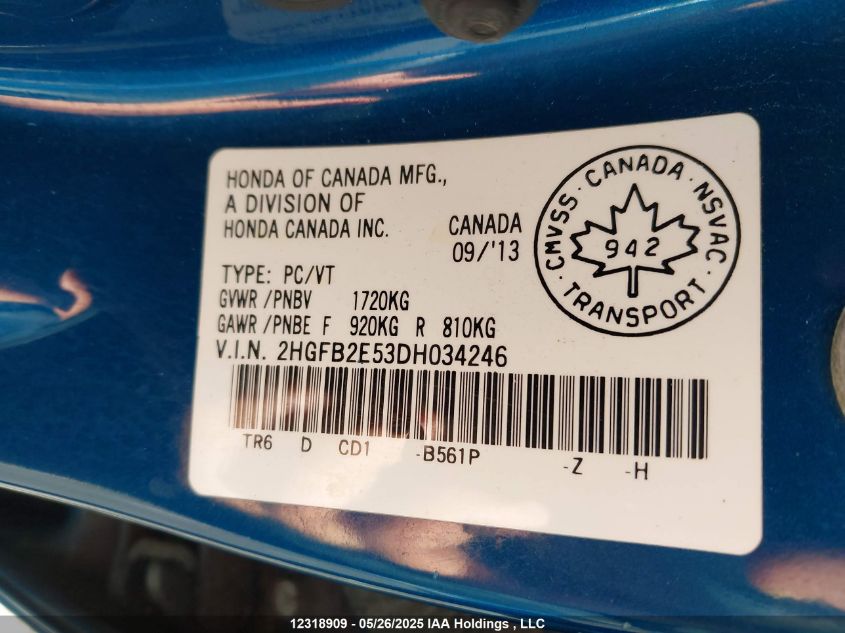 HONDA OF CANADA MFG.,
A DIVISION OF
HONDA CANADA INC.
CANADA
09/'13
TYPE: PC/VT
GVWR /PNBV 1720KG
GAWR /PNBE F 920KG R 810KG
V.I.N. 2HGFB2E53DH034246
TR6 D CD1 -B561P -Z -H
CMVSS · CANADA · NSVAC
942
· TRANSPORT ·
12318909 - 05/26/2025 IAA Holdings , LLC